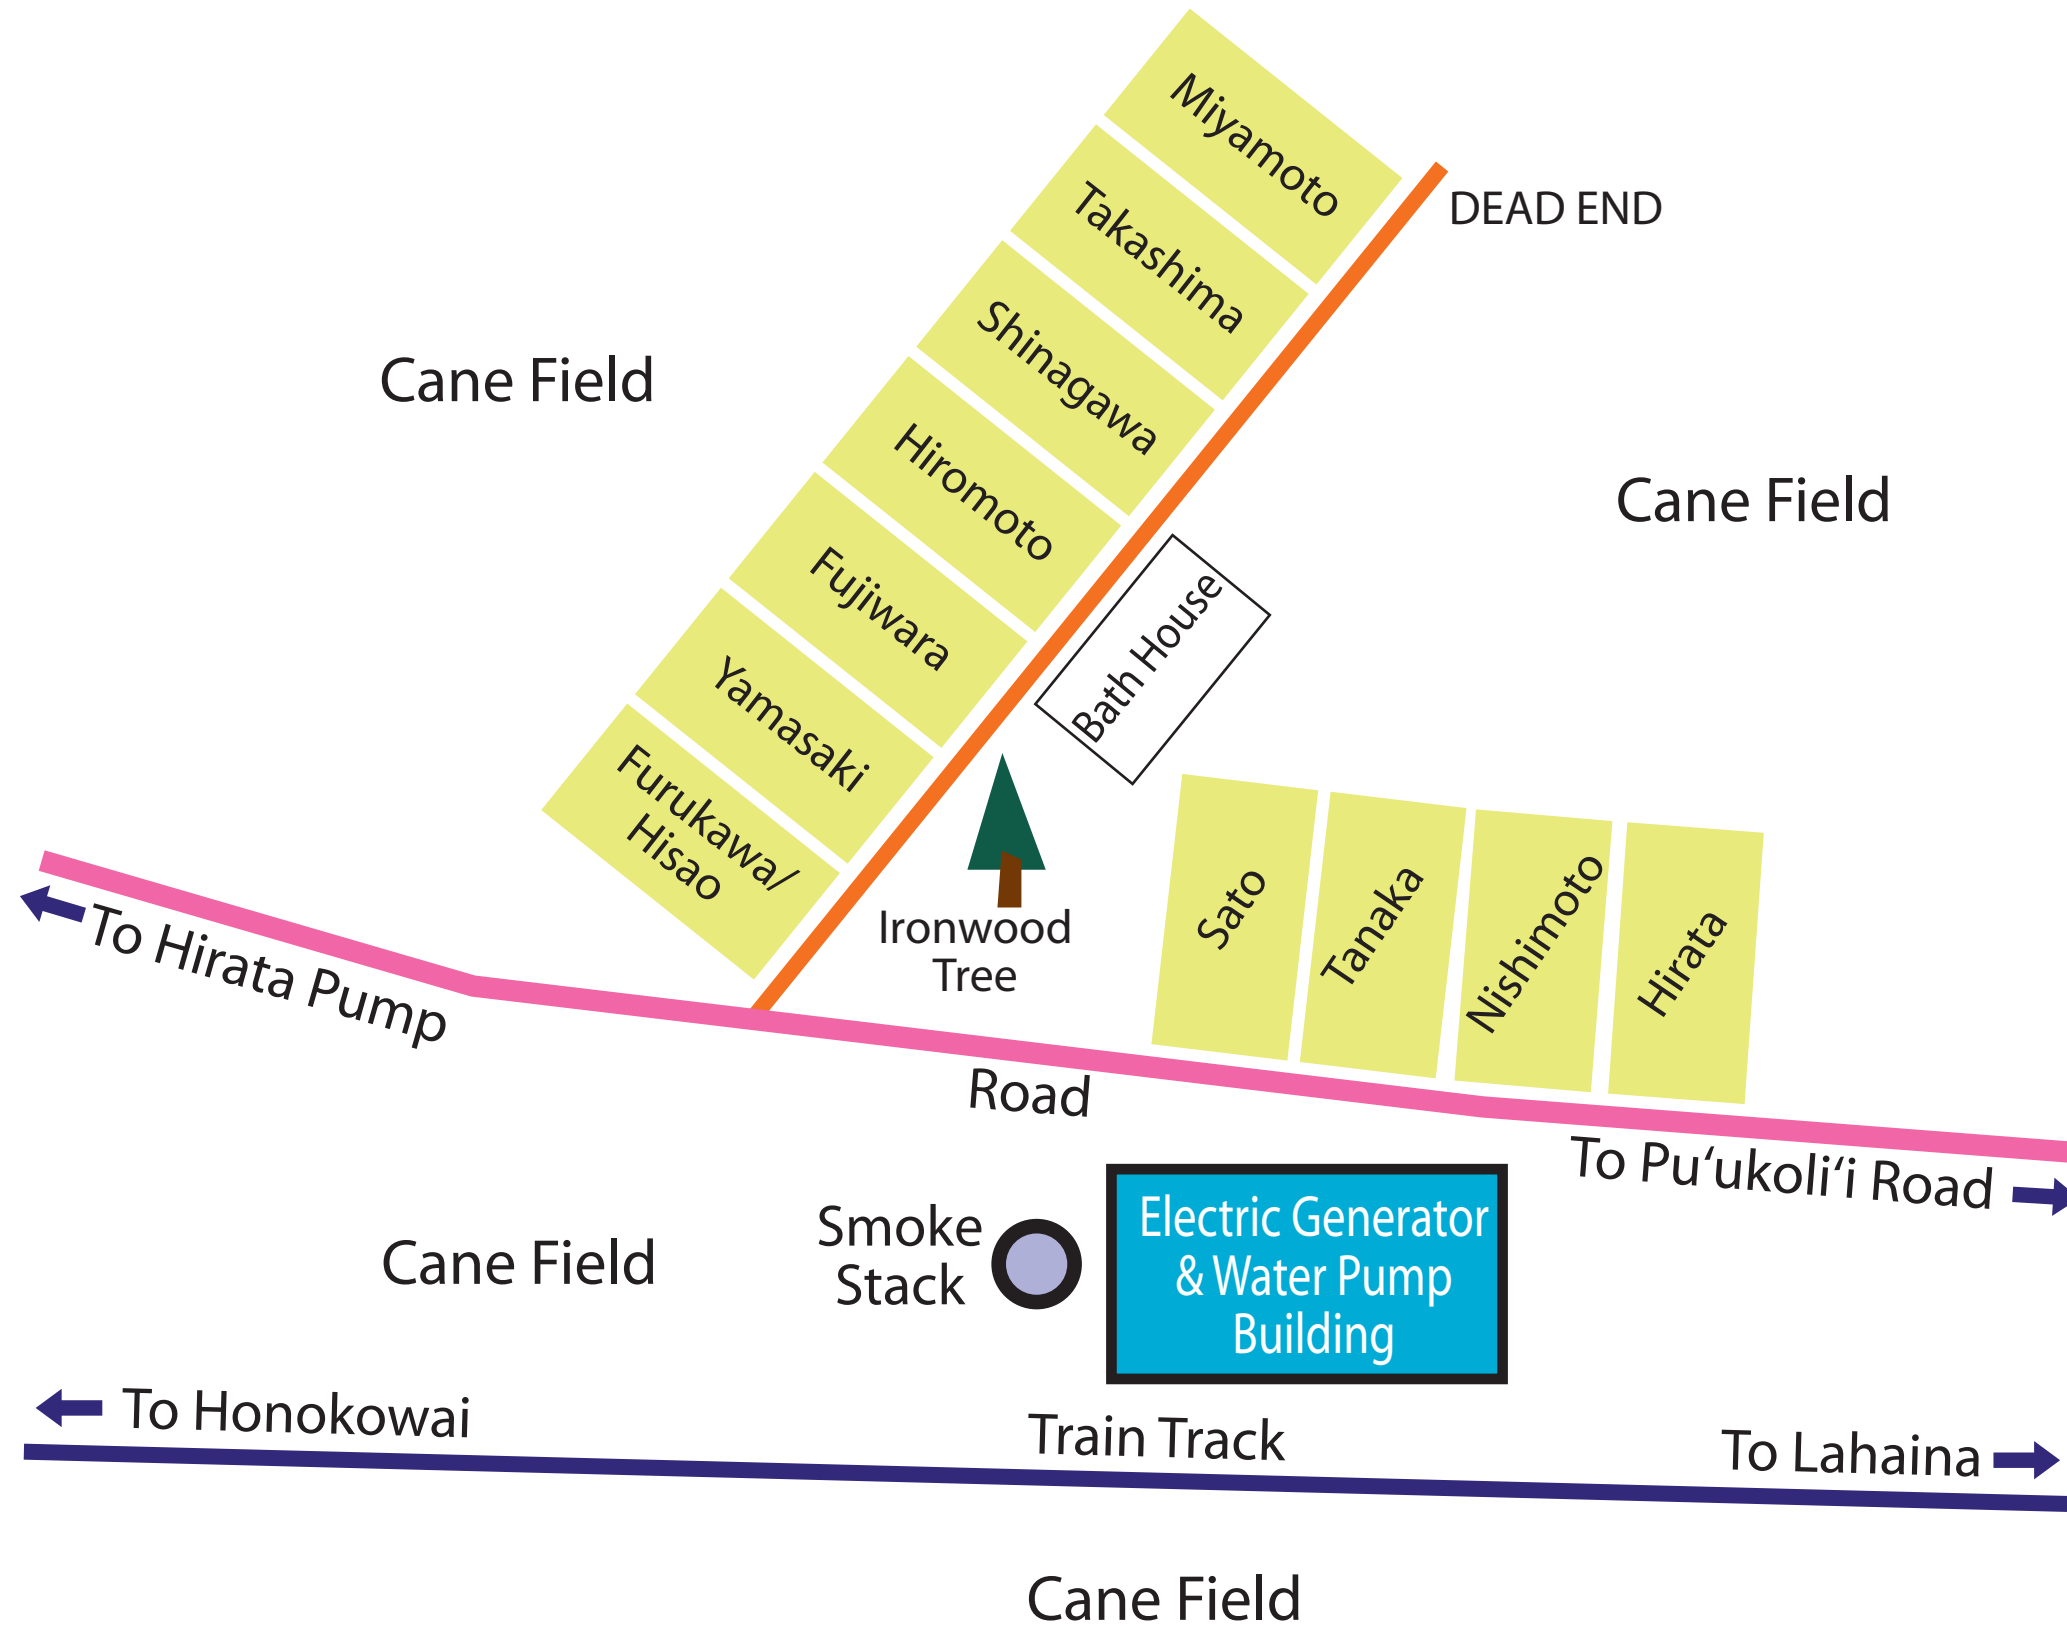 Miyamoto
DEAD END
Takashima
Shinagawa
Cane Field
Hiromoto
Cane Field
Fujiwara
Bath House
Yamasaki
Furukawa/
Hisao
Ironwood
Tree
Sato
Tanaka
Nishimoto
Hirata
To Hirata Pump
Road
To Pu‘ukoli‘i Road
Smoke
Stack
Electric Generator
& Water Pump
Building
Cane Field
To Honokowai
Train Track
To Lahaina
Cane Field